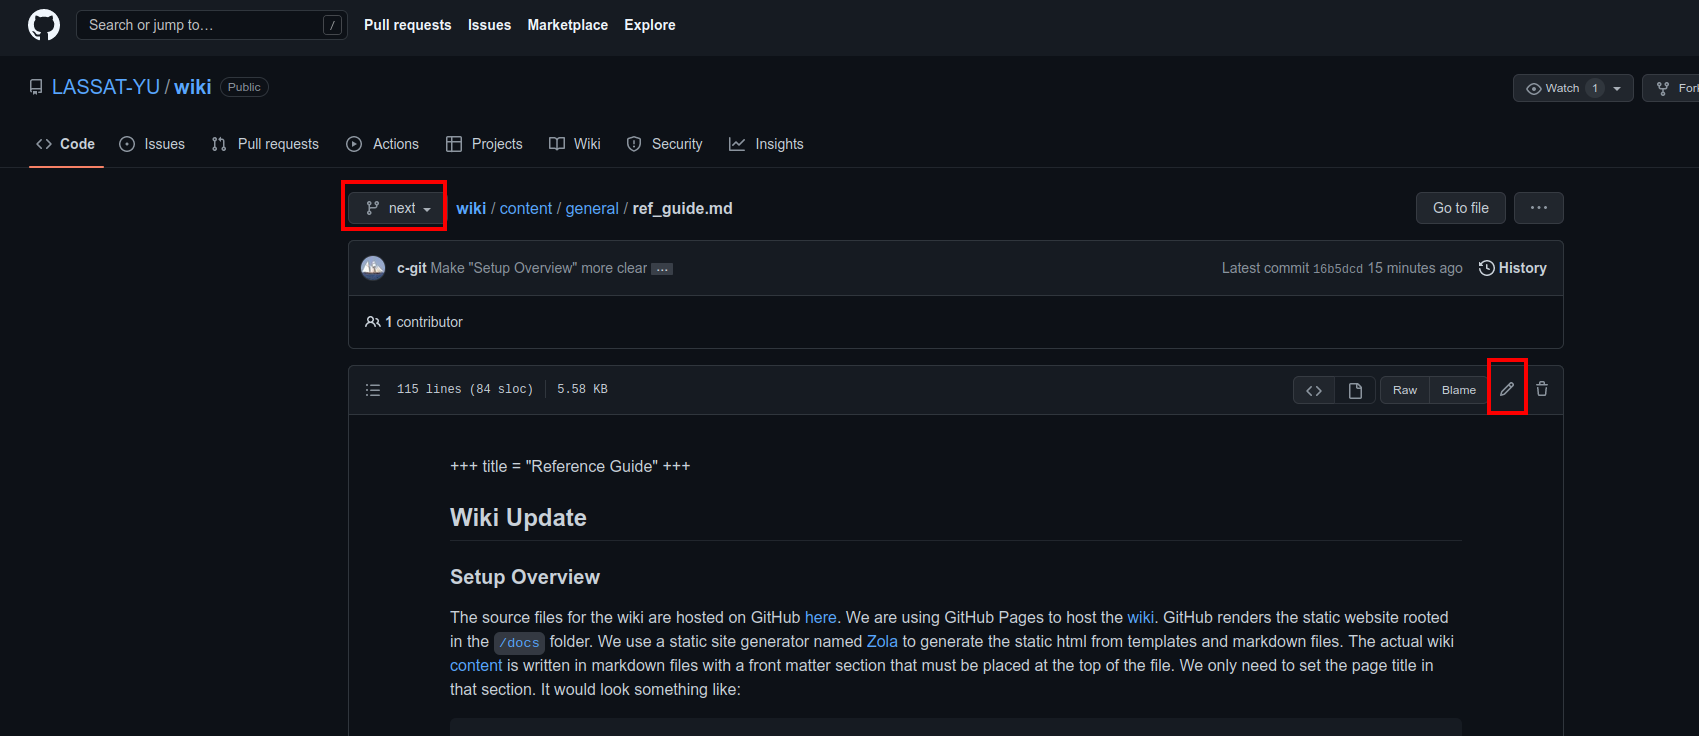 Search or jump to… /
Pull requests Issues Marketplace Explore
LASSAT-YU / wiki Public
Watch 1
Fork
Code Issues Pull requests Actions Projects Wiki Security Insights
next wiki / content / general / ref_guide.md Go to file ···
c-git Make "Setup Overview" more clear … Latest commit 16b5dcd 15 minutes ago History
1 contributor
115 lines (84 sloc) 5.58 KB <> Raw Blame
+++ title = "Reference Guide" +++
Wiki Update
Setup Overview
The source files for the wiki are hosted on GitHub here. We are using GitHub Pages to host the wiki. GitHub renders the static website rooted
in the /docs folder. We use a static site generator named Zola to generate the static html from templates and markdown files. The actual wiki
content is written in markdown files with a front matter section that must be placed at the top of the file. We only need to set the page title in
that section. It would look something like: